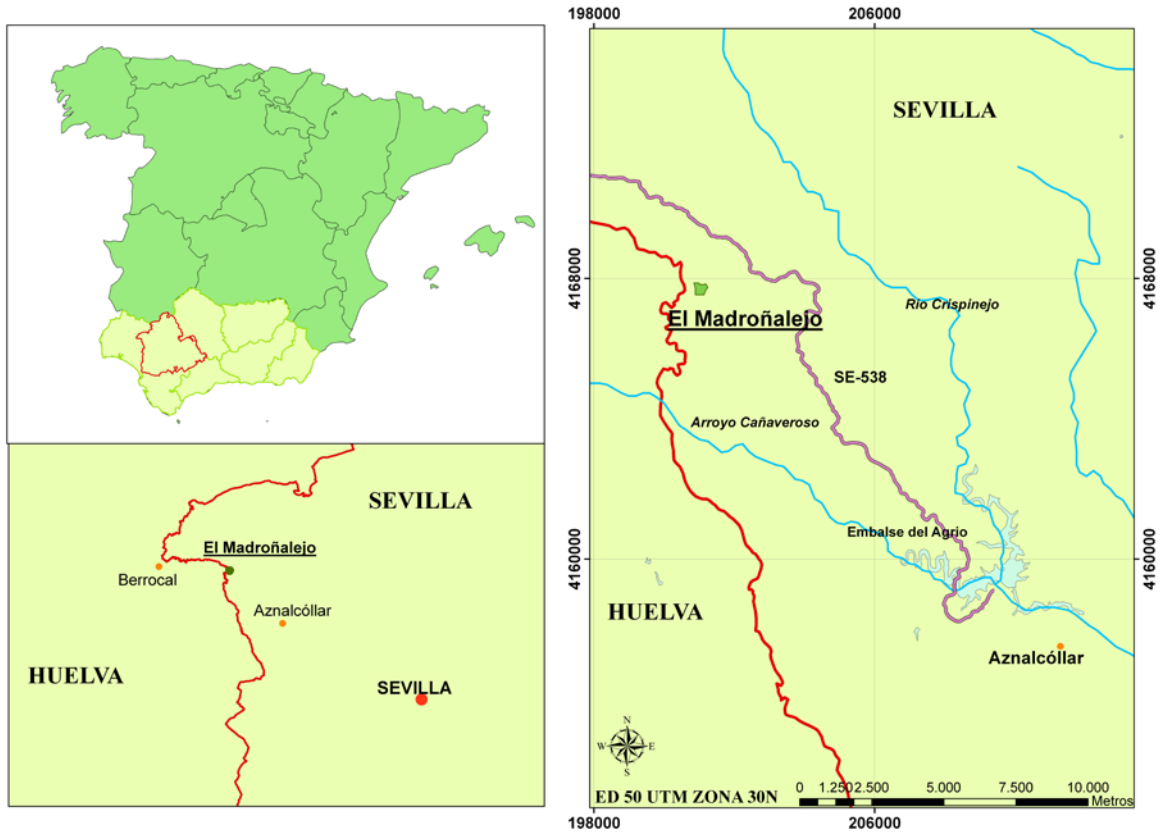 SEVILLA
El Madroñalejo
Berrocal
Aznalcóllar
HUELVA
SEVILLA
198000
206000
SEVILLA
4168000
4168000
Rio Crispinejo
El Madroñalejo
SE-538
Arroyo Cañaveroso
Embalse del Agrio
4160000
4160000
HUELVA
Aznalcóllar
N
W E
S
0 1.250 2.500 5.000 7.500 10.000
Metros
ED 50 UTM ZONA 30N
198000
206000